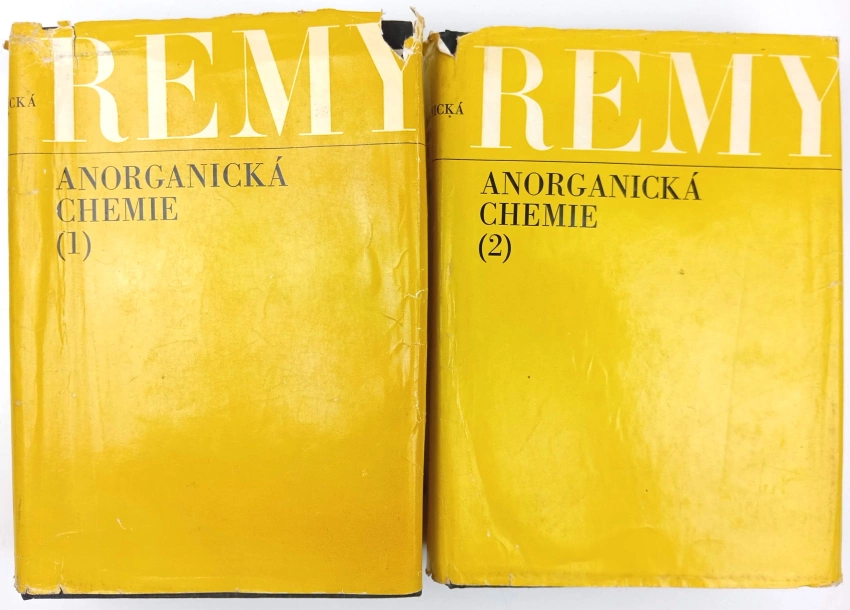 REMY
ANORGANICKÁ
CHEMIE
(1)
REMY
ANORGANICKÁ
CHEMIE
(2)